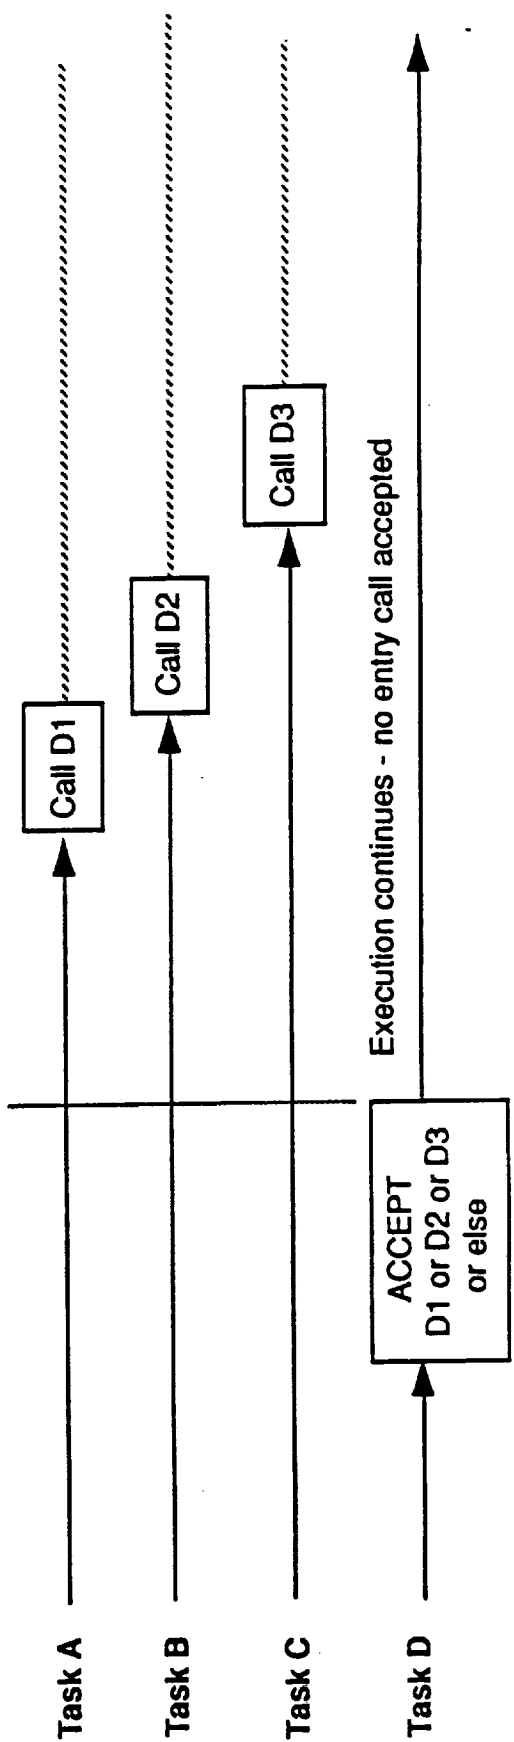 Task A
Call D1
Task B
Call D2
Task C
Call D3
Execution continues - no entry call accepted
Task D
ACCEPT
D1 or D2 or D3
or else